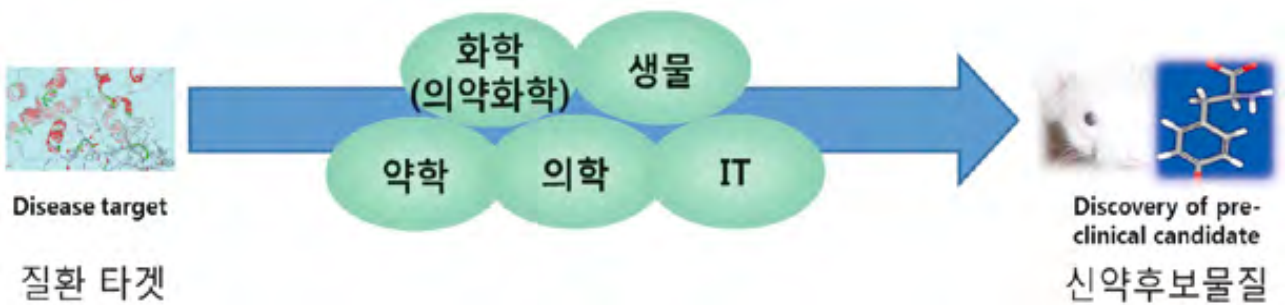 화학
(의약화학)
생물
약학
의학
IT
Disease target
질환 타겟
Discovery of pre-
clinical candidate
신약후보물질